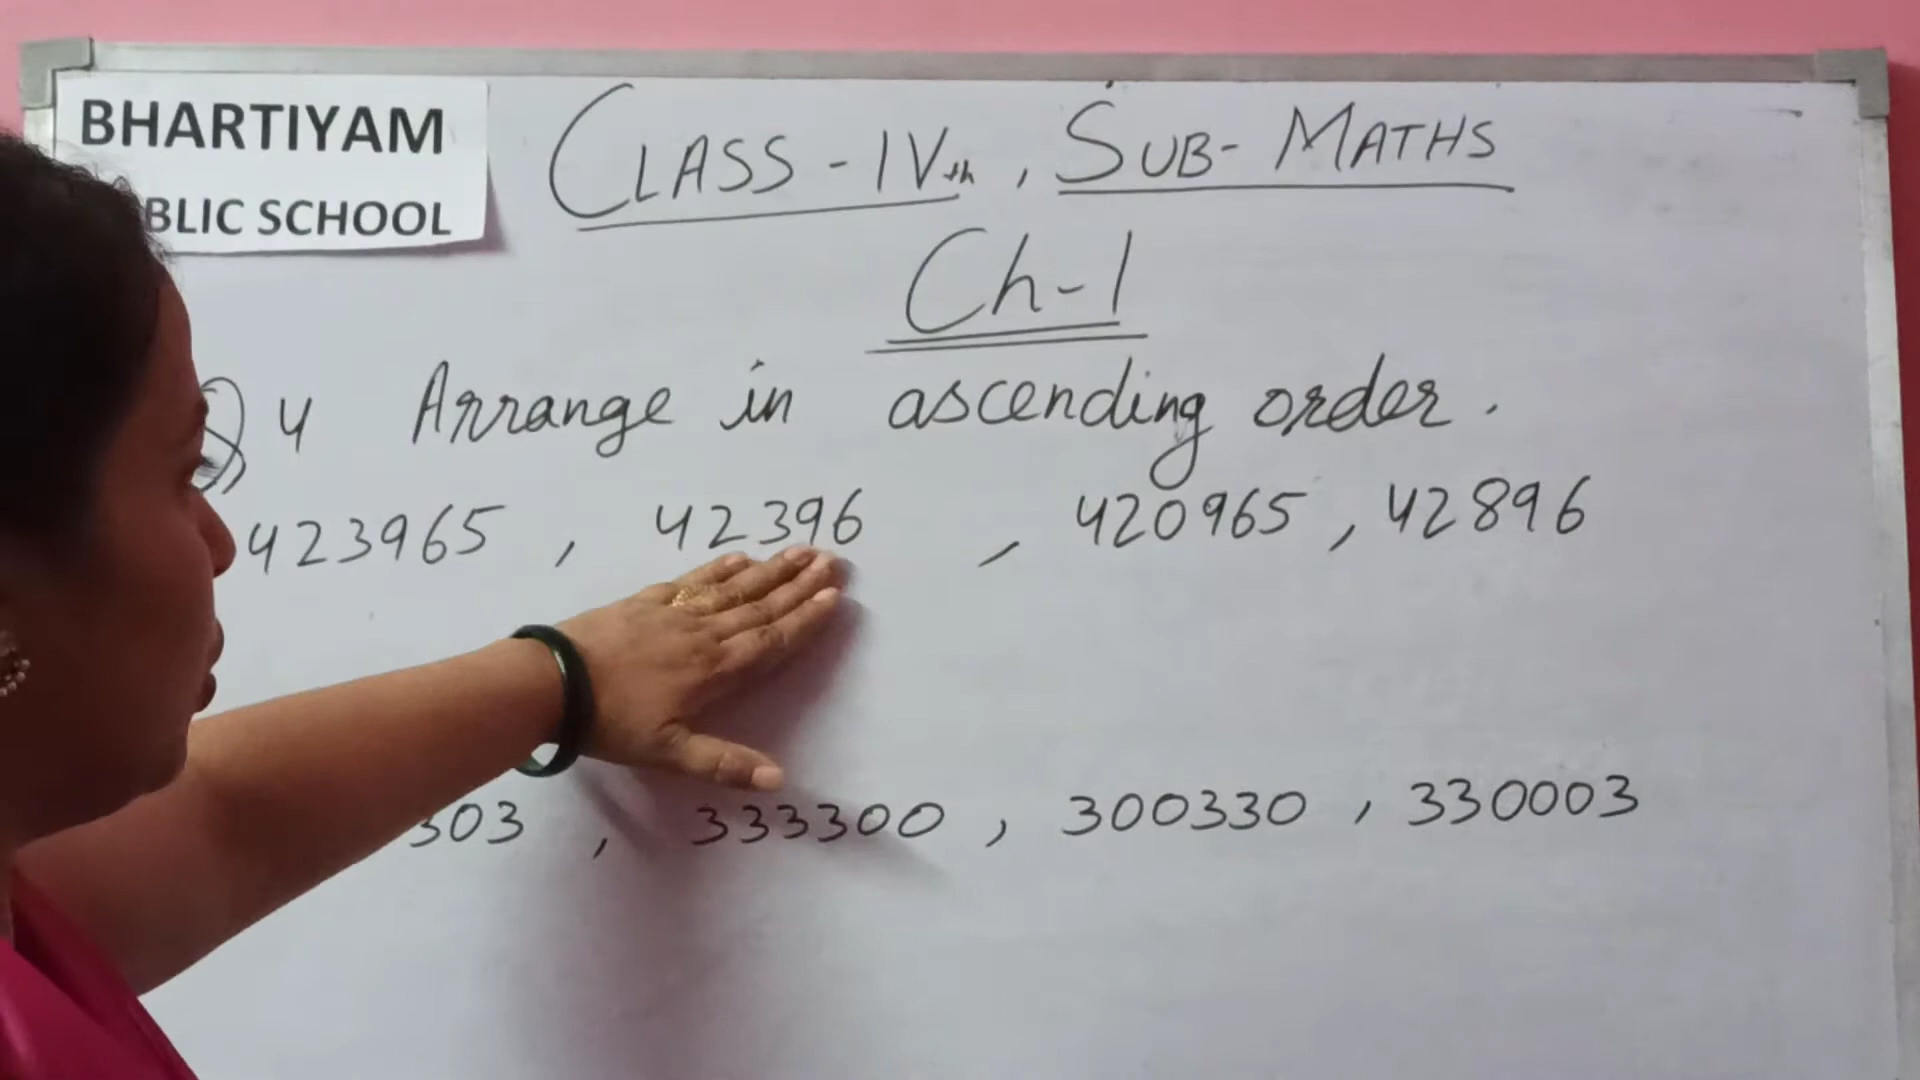 BHARTIYAM
BLIC SCHOOL
CLASS - IVth, SUB- MATHS
Ch-1
Q 4 Arrange in ascending order.
423965, 42396, 420965, 42896
303, 333300, 300330, 330003